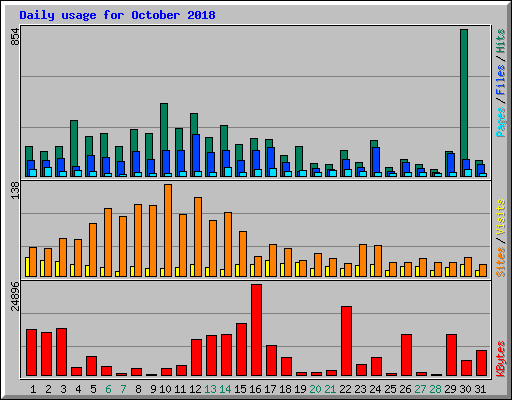 Daily usage for October 2018
854
Pages / Files / Hits
138
Sites / Visits
24896
KBytes
1 2 3 4 5 6 7 8 9 10 11 12 13 14 15 16 17 18 19 20 21 22 23 24 25 26 27 28 29 30 31